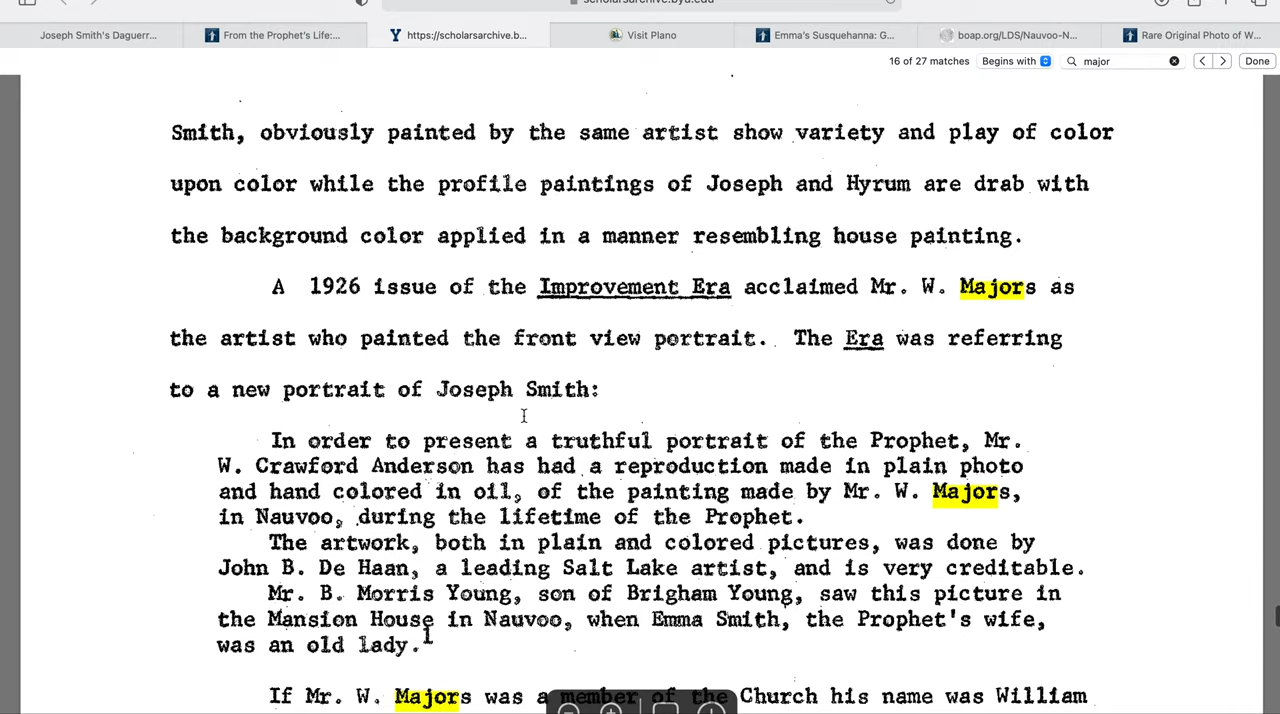 scholarsarchive.byu.edu
Joseph Smith's Daguerr...
From the Prophet's Life:...
https://scholarsarchive.b...
Visit Plano
Emma's Susquehanna: G...
boap.org/LDS/Nauvoo-N...
Rare Original Photo of W...
16 of 27 matches
Begins with
major
Done
Smith, obviously painted by the same artist show variety and play of color
upon color while the profile paintings of Joseph and Hyrum are drab with
the background color applied in a manner resembling house painting.
A 1926 issue of the Improvement Era acclaimed Mr. W. Majors as
the artist who painted the front view portrait. The Era was referring
to a new portrait of Joseph Smith:
In order to present a truthful portrait of the Prophet, Mr.
W. Crawford Anderson has had a reproduction made in plain photo
and hand colored in oil, of the painting made by Mr. W. Majors,
in Nauvoo, during the lifetime of the Prophet.
The artwork, both in plain and colored pictures, was done by
John B. De Haan, a leading Salt Lake artist, and is very creditable.
Mr. B. Morris Young, son of Brigham Young, saw this picture in
the Mansion House in Nauvoo, when Emma Smith, the Prophet's wife,
was an old lady.1
If Mr. W. Majors was a member of the Church his name was William